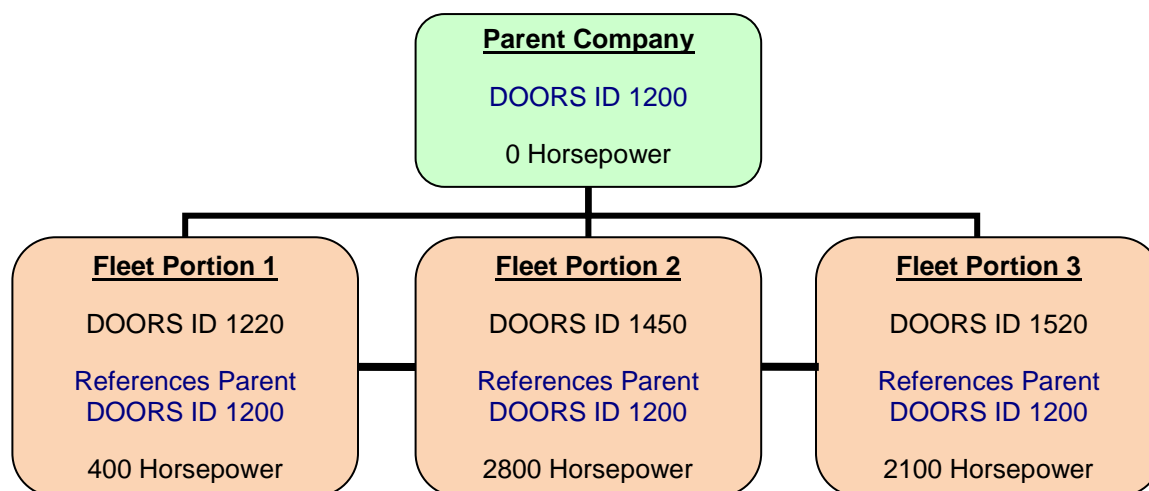 Parent Company
DOORS ID 1200
0 Horsepower
Fleet Portion 1
DOORS ID 1220
References Parent
DOORS ID 1200
400 Horsepower
Fleet Portion 2
DOORS ID 1450
References Parent
DOORS ID 1200
2800 Horsepower
Fleet Portion 3
DOORS ID 1520
References Parent
DOORS ID 1200
2100 Horsepower